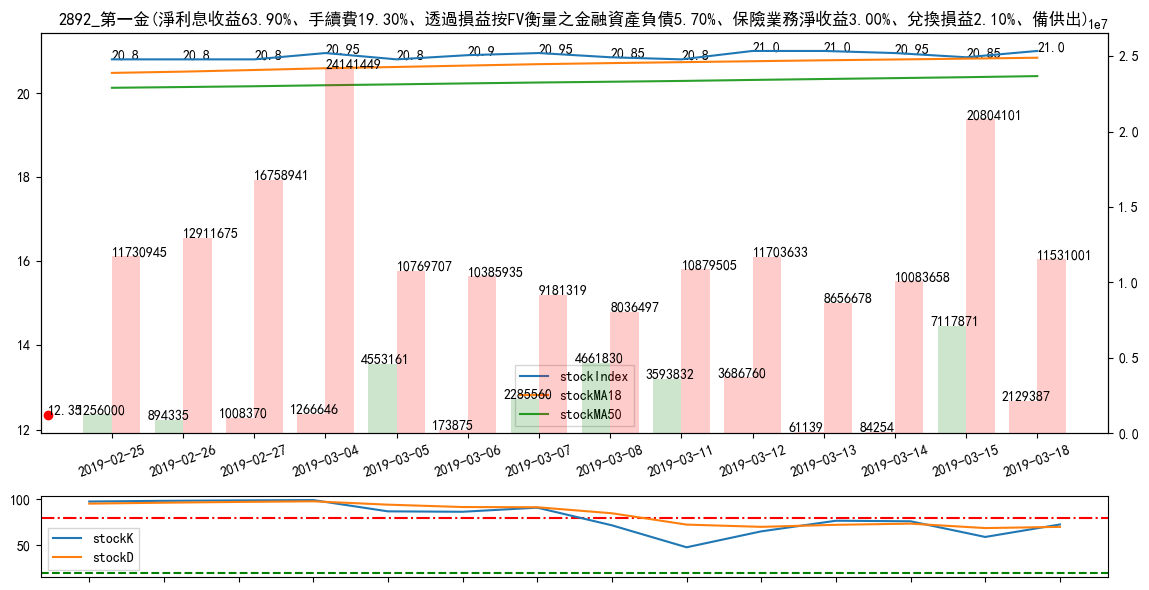 2892_第一金(淨利息收益63.90%、手續費19.30%、透過損益按FV衡量之金融資產負債5.70%、保險業務淨收益3.00%、兌換損益2.10%、備供出)
1e7
20.8 20.8 20.8 20.95 20.8 20.9 20.95 20.85 20.8 21.0 21.0 20.95 20.85 21.0
11730945 12911675 16758941 24141449 10769707 10385935 9181319 8036497 10879505 11703633 8656678 10083658 20804101 11531001
12.35 1256000 894335 1008370 1266646 4553161 173875 2285560 4661830 3593832 3686760 61139 84254 7117871 2129387
20
18
16
14
12
2.5
2.0
1.5
1.0
0.5
0.0
stockIndex
stockMA18
stockMA50
2019-02-25 2019-02-26 2019-02-27 2019-03-04 2019-03-05 2019-03-06 2019-03-07 2019-03-08 2019-03-11 2019-03-12 2019-03-13 2019-03-14 2019-03-15 2019-03-18
100
50
stockK
stockD